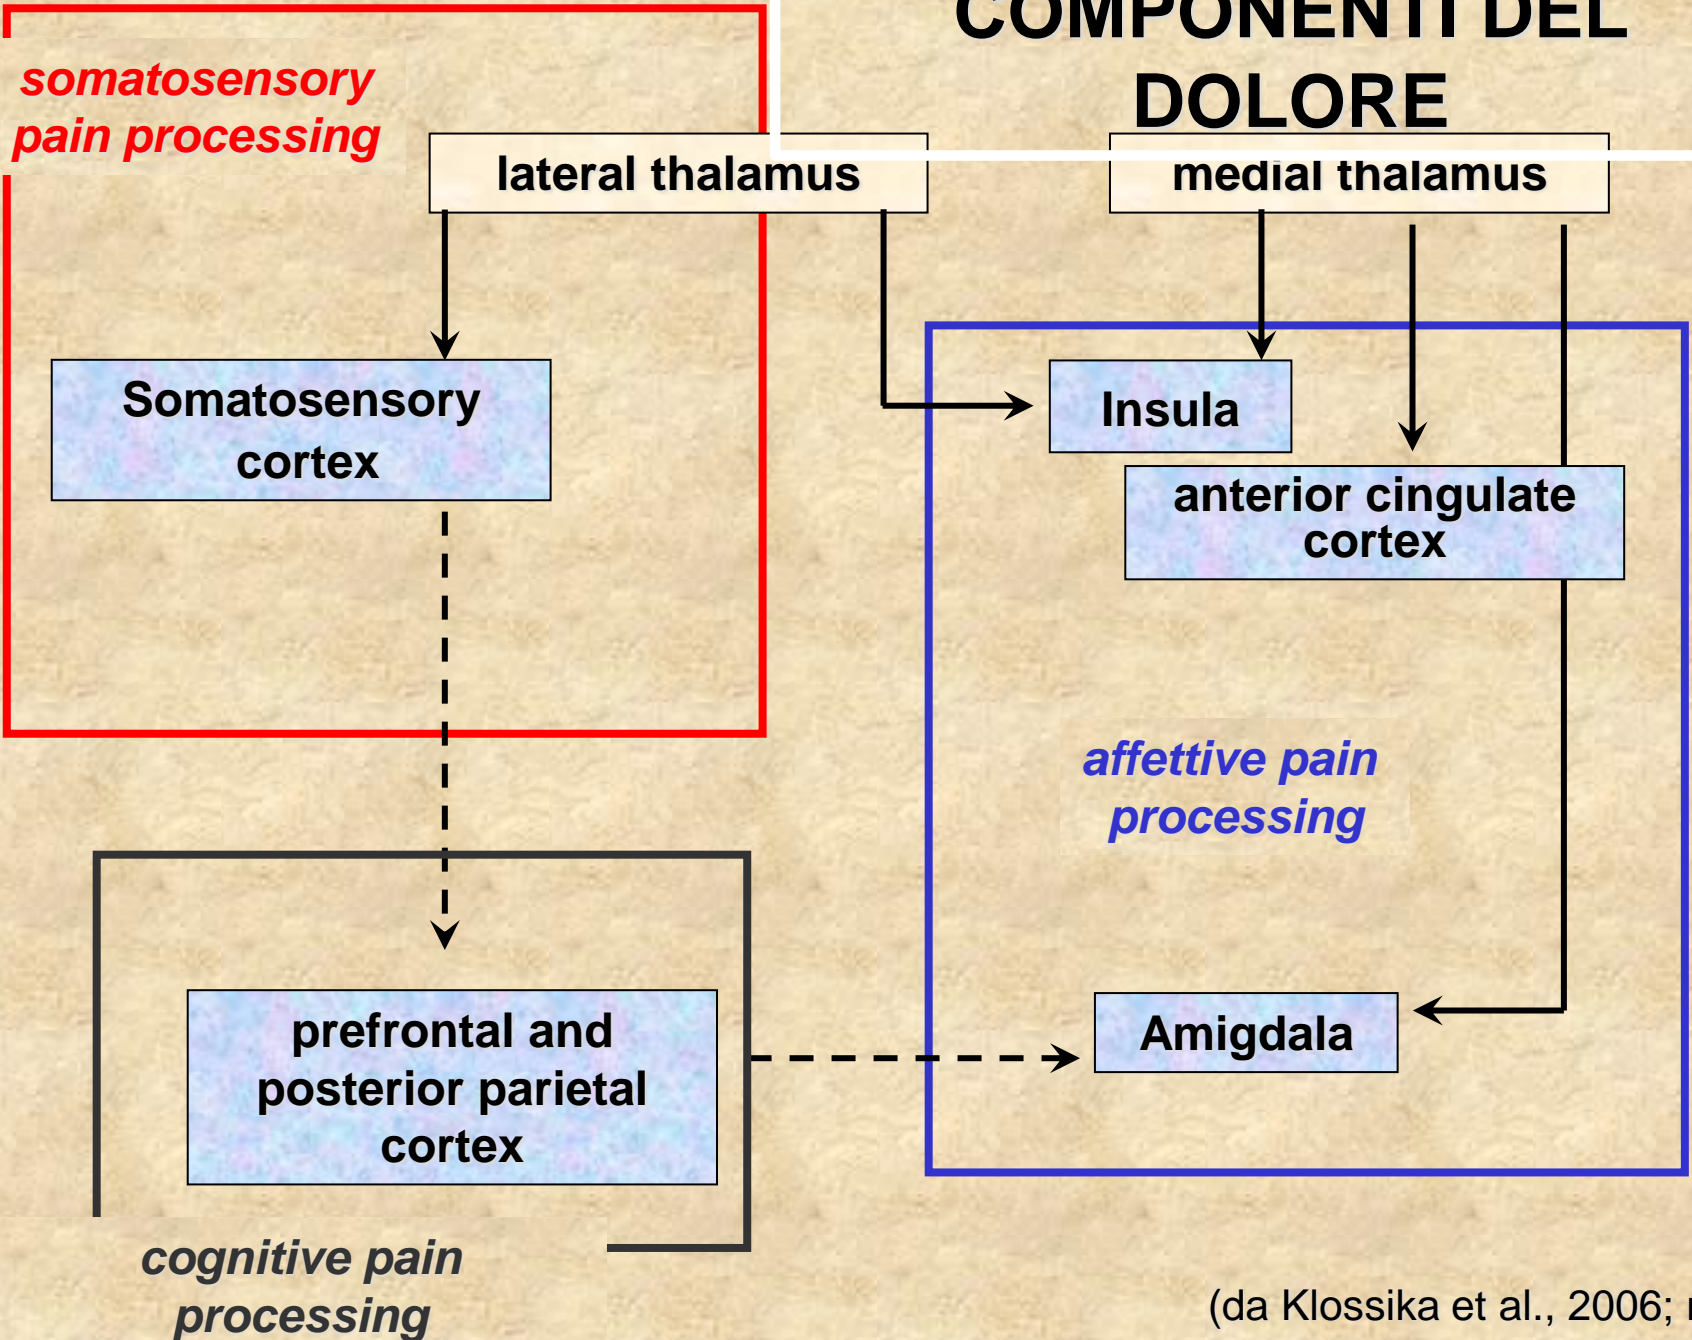 COMPONENTI DEL
DOLORE
somatosensory
pain processing
lateral thalamus
medial thalamus
Somatosensory
cortex
Insula
anterior cingulate
cortex
affettive pain
processing
prefrontal and
posterior parietal
cortex
Amigdala
cognitive pain
processing
(da Klossika et al., 2006;